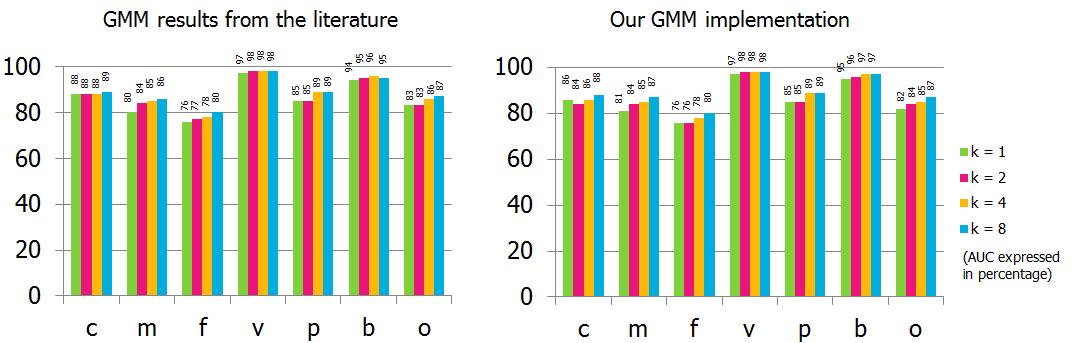 GMM results from the literature
100
80
60
40
20
0
88 88 88 89
80 84 85 86
76 77 78 80
97 98 98 98
85 85 89 89
94 95 96 95
83 83 86 87
c m f v p b o
Our GMM implementation
100
80
60
40
20
0
86 84 86 88
81 84 85 87
76 76 78 80
97 98 98 98
85 85 89 89
95 96 97 97
82 84 85 87
c m f v p b o
k = 1
k = 2
k = 4
k = 8
(AUC expressed
in percentage)